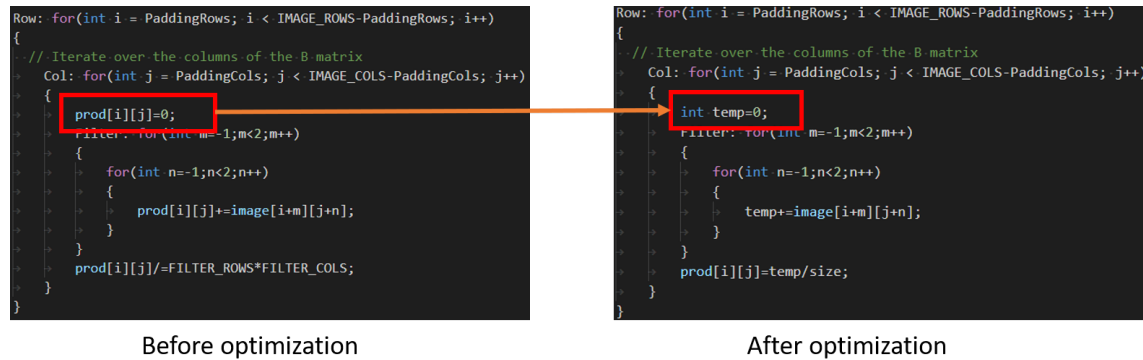 Row: for(int i = PaddingRows; i < IMAGE_ROWS-PaddingRows; i++)
{
// Iterate over the columns of the B matrix
Col: for(int j = PaddingCols; j < IMAGE_COLS-PaddingCols; j++)
{
prod[i][j]=0;
Filter: for(int m=-1;m<2;m++)
{
for(int n=-1;n<2;n++)
{
prod[i][j]+=image[i+m][j+n];
}
}
prod[i][j]/=FILTER_ROWS*FILTER_COLS;
}
}
Before optimization
Row: for(int i = PaddingRows; i < IMAGE_ROWS-PaddingRows; i++)
{
// Iterate over the columns of the B matrix
Col: for(int j = PaddingCols; j < IMAGE_COLS-PaddingCols; j++)
{
int temp=0;
Filter: for(int m=-1;m<2;m++)
{
for(int n=-1;n<2;n++)
{
temp+=image[i+m][j+n];
}
}
prod[i][j]=temp/size;
}
}
After optimization